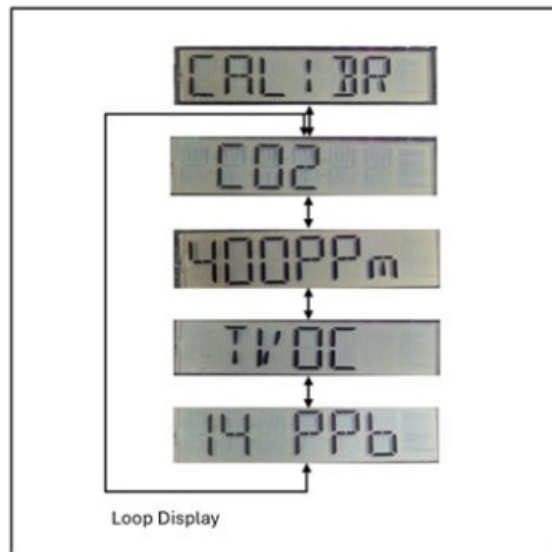 CALIBR
CO2
400PPm
TVOC
14 PPb
Loop Display